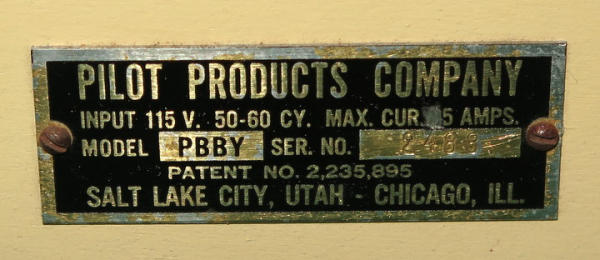 PILOT PRODUCTS COMPANY
INPUT 115 V. 50-60 CY. MAX. CUR. 15 AMPS.
MODEL PBBY SER. NO.
PATENT NO. 2,235,895
SALT LAKE CITY, UTAH - CHICAGO, ILL.